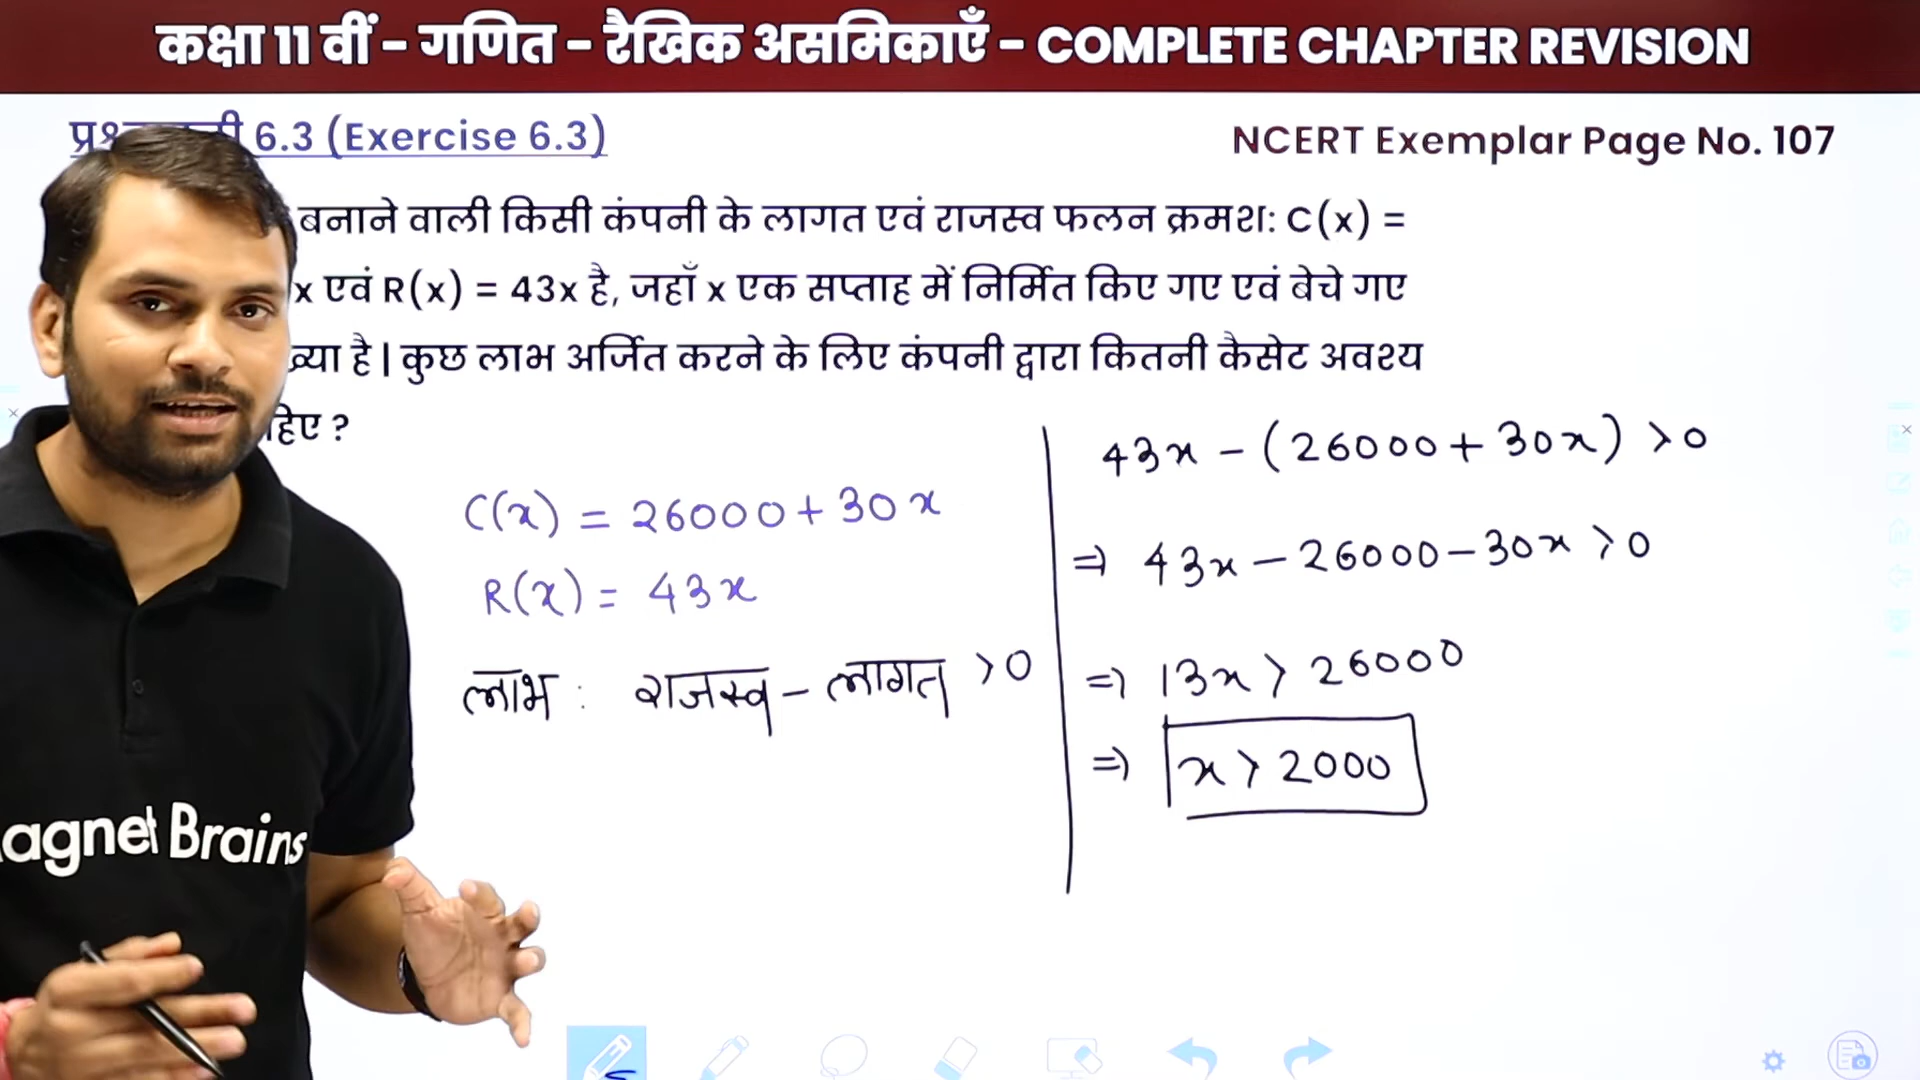 कक्षा 11 वीं – गणित – रैखिक असमिकाएँ – COMPLETE CHAPTER REVISION
6.3 (Exercise 6.3)
NCERT Exemplar Page No. 107
बनाने वाली किसी कंपनी के लागत एवं राजस्व फलन क्रमश: C(x) =
x एवं R(x) = 43x है, जहाँ x एक सप्ताह में निर्मित किए गए एवं बेचे गए
है | कुछ लाभ अर्जित करने के लिए कंपनी द्वारा कितनी कैसेट अवश्य
?
C(x) = 26000 + 30x
R(x) = 43x
लाभ : राजस्व – लागत > 0
43x – (26000 + 30x) > 0
⇒ 43x – 26000 – 30x > 0
⇒ 13x > 26000
⇒ x > 2000
agnet Brains